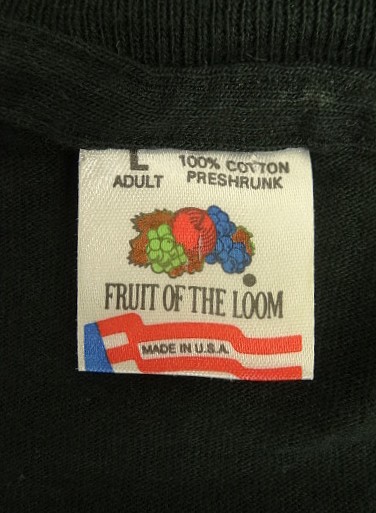 L 100% COTTON
ADULT PRESHRUNK
FRUIT OF THE LOOM
MADE IN U.S.A.